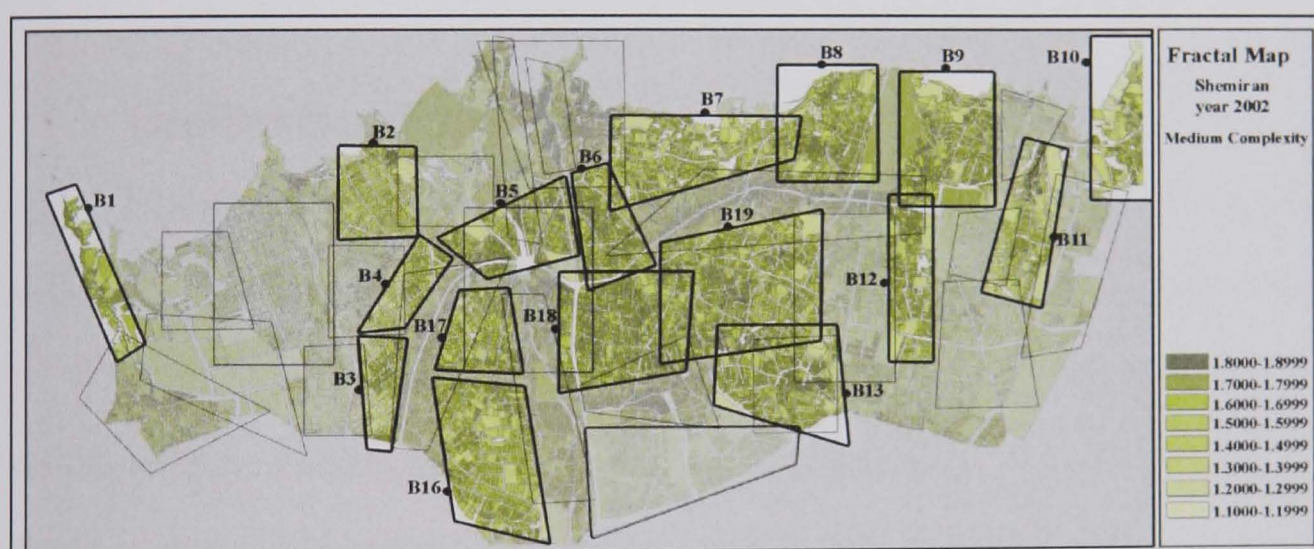 Fractal Map
Shemiran
year 2002
Medium Complexity
B1
B2
B3
B4
B5
B6
B7
B8
B9
B10
B11
B12
B13
B16
B17
B18
B19
1.8000-1.8999
1.7000-1.7999
1.6000-1.6999
1.5000-1.5999
1.4000-1.4999
1.3000-1.3999
1.2000-1.2999
1.1000-1.1999